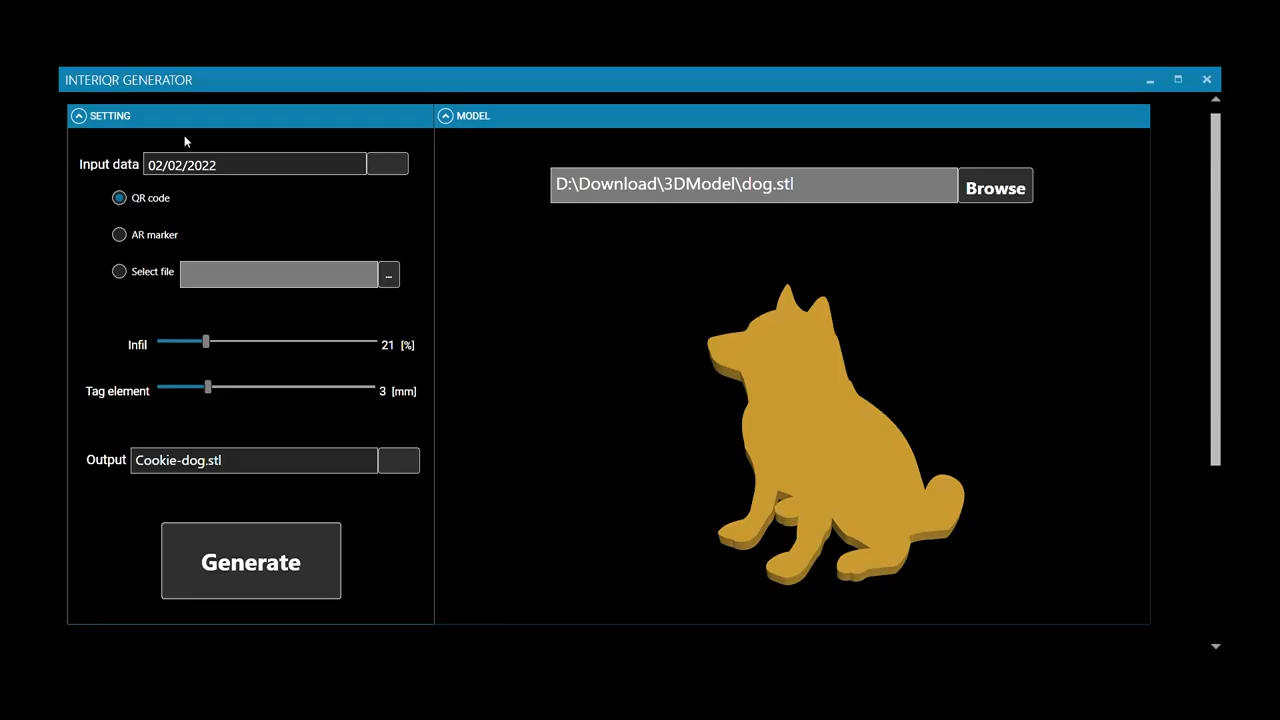 INTERIQR GENERATOR
SETTING
Input data 02/02/2022
QR code
AR marker
Select file ...
Infil 21 [%]
Tag element 3 [mm]
Output Cookie-dog.stl
Generate
MODEL
D:\Download\3DModel\dog.stl Browse